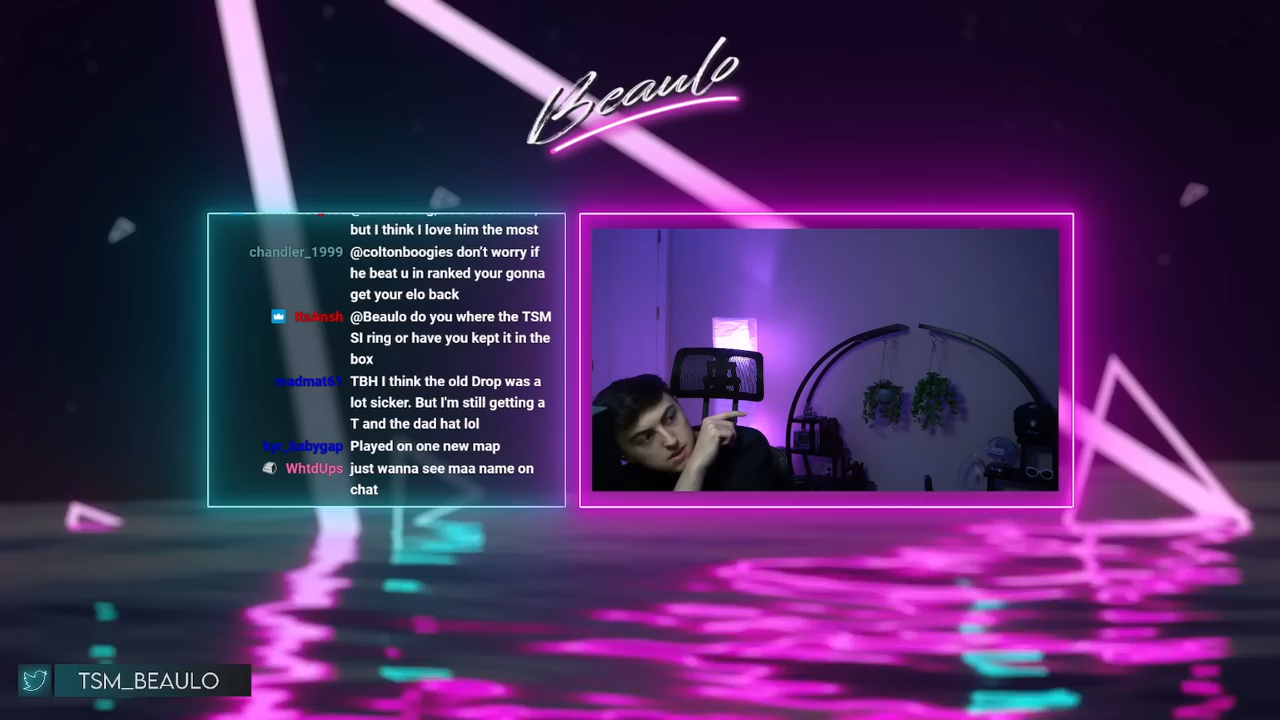 Beaulo
but I think I love him the most
chandler_1999 @coltonboogies don't worry if
he beat u in ranked your gonna
get your elo back
RsAnsh @Beaulo do you where the TSM
SI ring or have you kept it in the
box
madmat61 TBH I think the old Drop was a
lot sicker. But I'm still getting a
T and the dad hat lol
kyr_babygap Played on one new map
WhtdUps just wanna see maa name on
chat
TSM_BEAULO